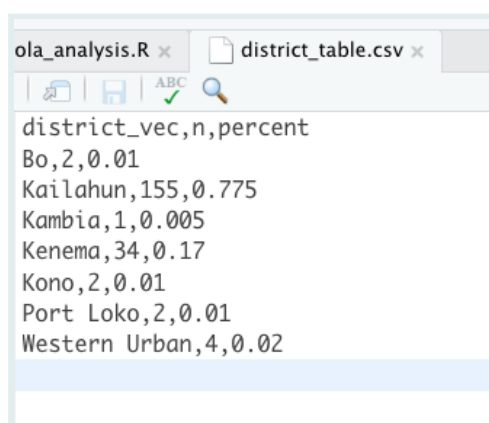 ola_analysis.R × district_table.csv ×
ABC
district_vec,n,percent
Bo,2,0.01
Kailahun,155,0.775
Kambia,1,0.005
Kenema,34,0.17
Kono,2,0.01
Port Loko,2,0.01
Western Urban,4,0.02